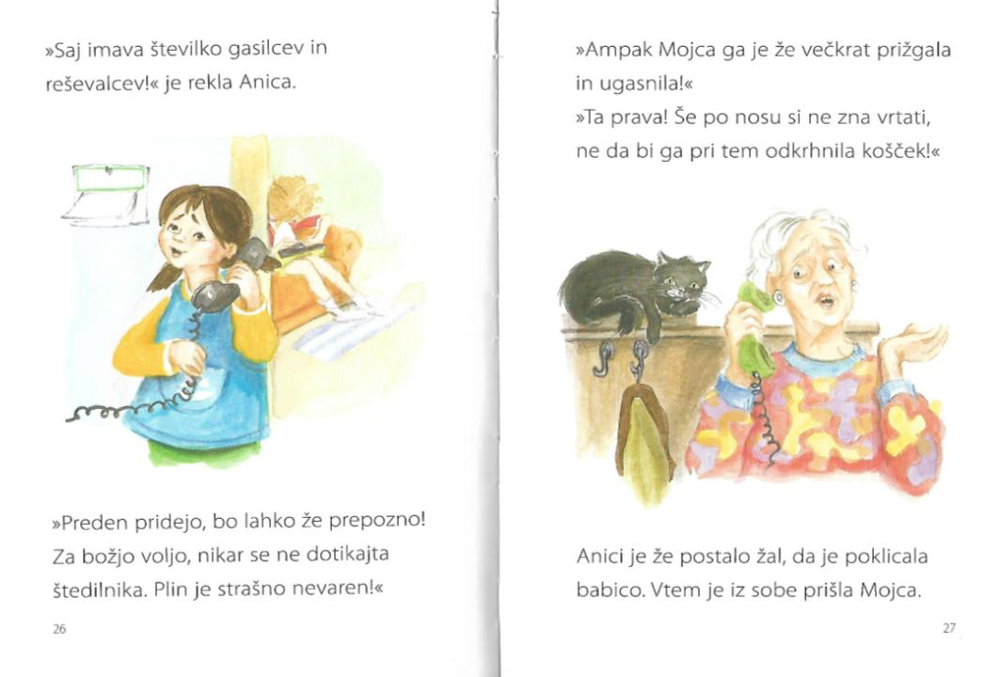 »Saj imava številko gasilcev in
reševalcev!« je rekla Anica.
»Preden pridejo, bo lahko že prepozno!
Za božjo voljo, nikar se ne dotikajta
štedilnika. Plin je strašno nevaren!«
26
»Ampak Mojca ga je že večkrat prižgala
in ugasnila!«
»Ta prava! Še po nosu si ne zna vrtati,
ne da bi ga pri tem odkrhnila košček!«
Anici je že postalo žal, da je poklicala
babico. Vtem je iz sobe prišla Mojca.
27